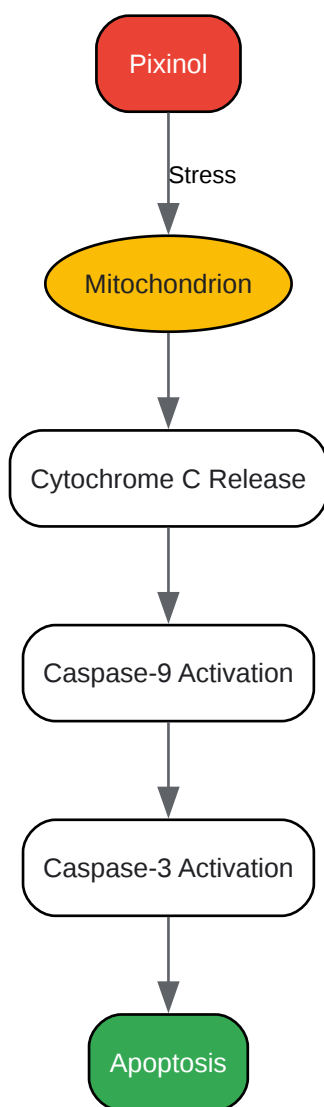 Pixinol
Stress
Mitochondrion
Cytochrome C Release
Caspase-9 Activation
Caspase-3 Activation
Apoptosis